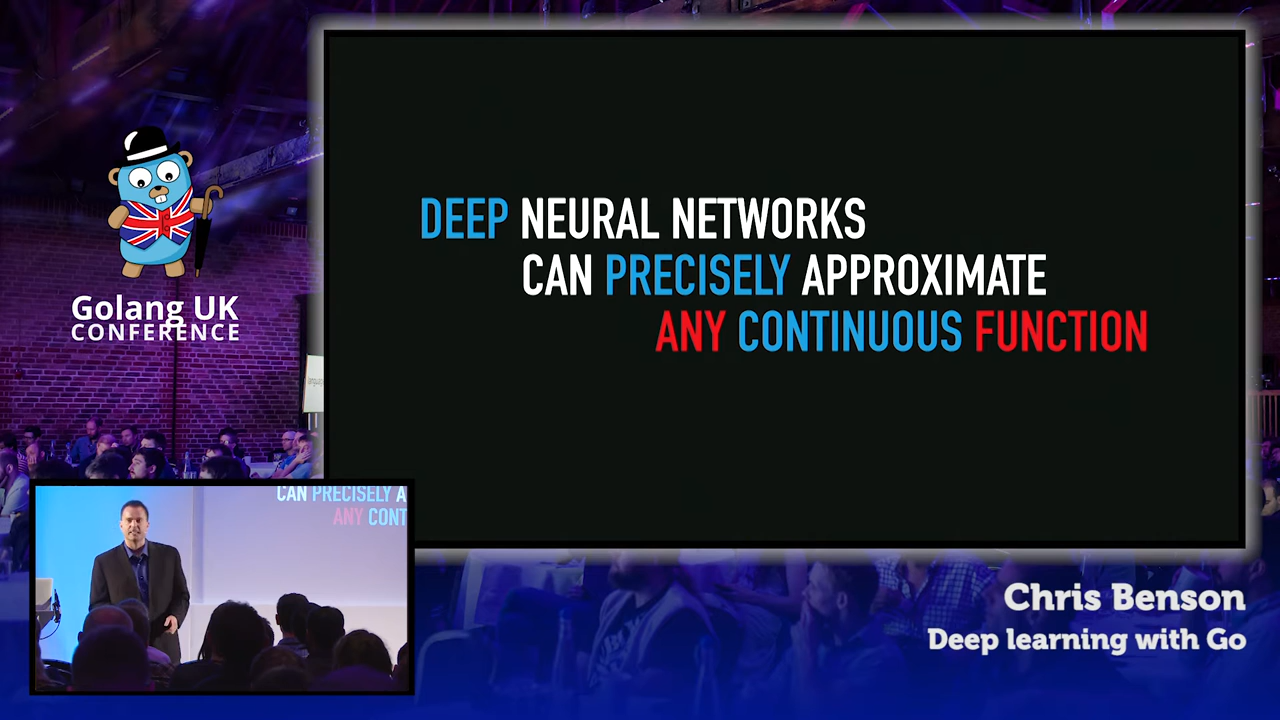 DEEP NEURAL NETWORKS
CAN PRECISELY APPROXIMATE
ANY CONTINUOUS FUNCTION
Golang UK
CONFERENCE
CAN PRECISELY A
ANY CONT
Chris Benson
Deep learning with Go